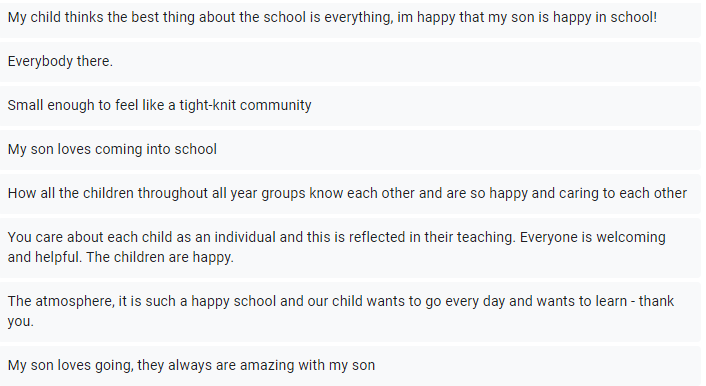 My child thinks the best thing about the school is everything, im happy that my son is happy in school!
Everybody there.
Small enough to feel like a tight-knit community
My son loves coming into school
How all the children throughout all year groups know each other and are so happy and caring to each other
You care about each child as an individual and this is reflected in their teaching. Everyone is welcoming
and helpful. The children are happy.
The atmosphere, it is such a happy school and our child wants to go every day and wants to learn - thank
you.
My son loves going, they always are amazing with my son